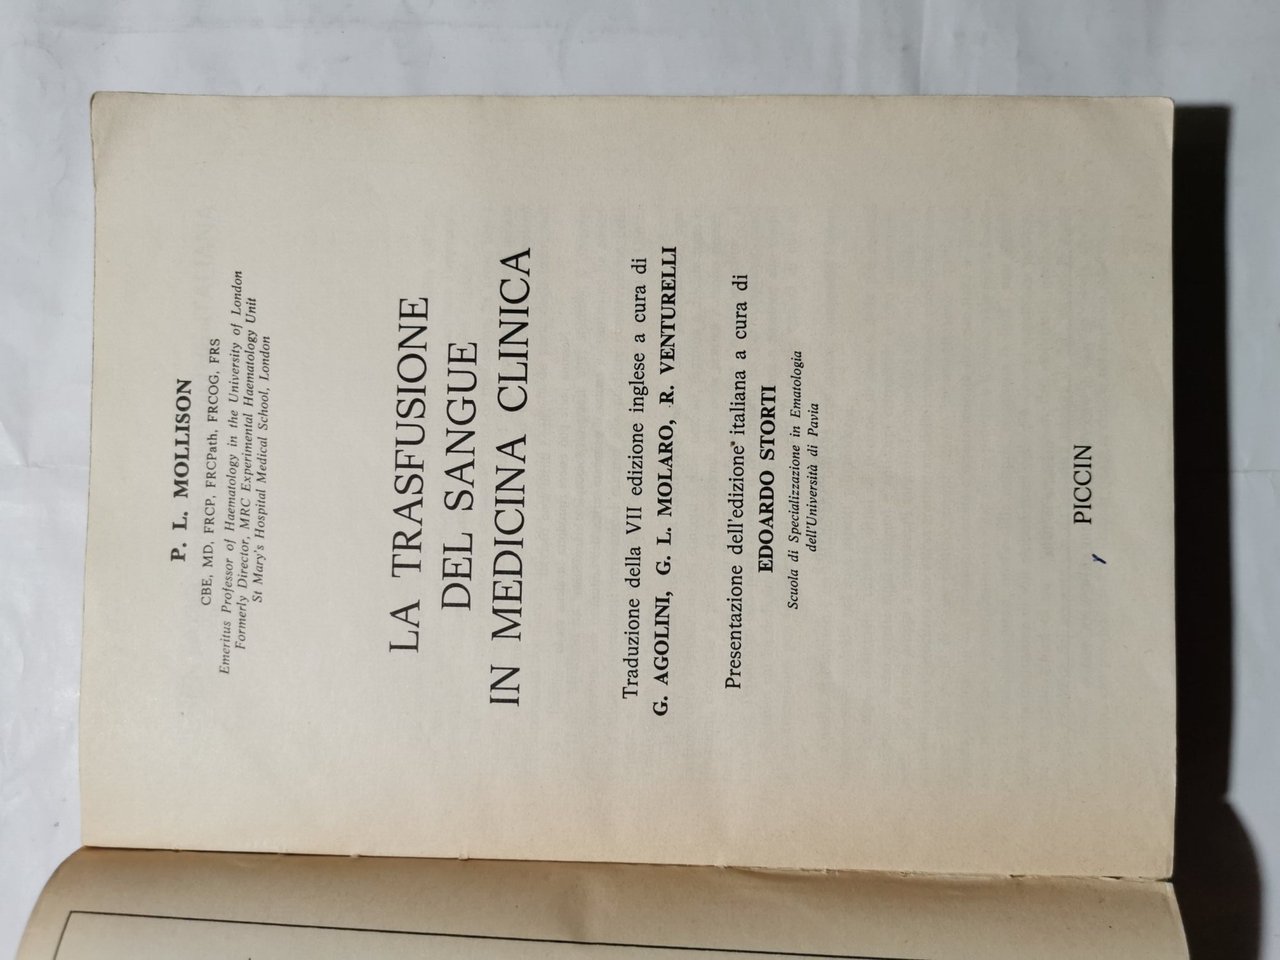 P. L. MOLLISON
CBE, MD, FRCP, FRCPath, FRCOG, FRS
Emeritus Professor of Haematology in the University of London
Formerly Director, MRC Experimental Haematology Unit
St Mary's Hospital Medical School, London
LA TRASFUSIONE
DEL SANGUE
IN MEDICINA CLINICA
Traduzione della VII edizione inglese a cura di
G. AGOLINI, G. L. MOLARO, R. VENTURELLI
Presentazione dell'edizione italiana a cura di
EDOARDO STORTI
Scuola di Specializzazione in Ematologia
dell'Università di Pavia
PICCIN